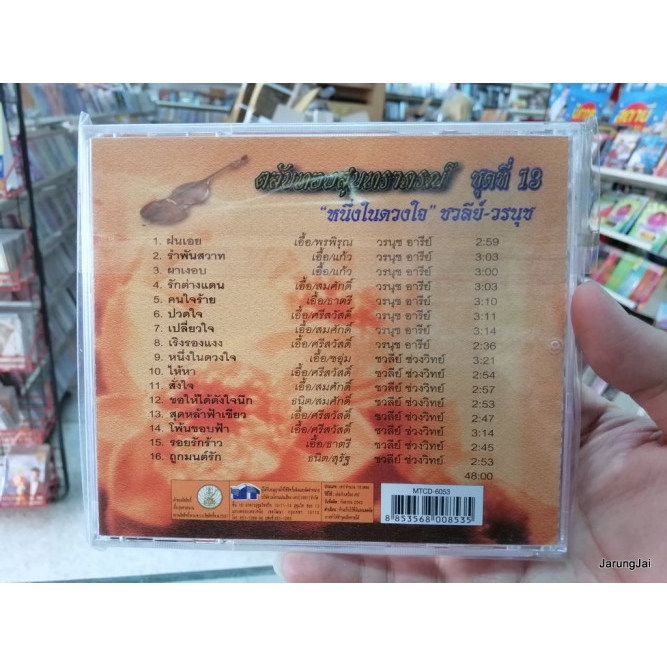 ตลับทองสุนทราภรณ์ ชุดที่ 13
"หนึ่งในดวงใจ" ชวลีย์-วรนุช
1. ฝนเอย เอื้อ/พรพิรุณ วรนุช อารีย์ 2:59
2. รำพันสวาท เอื้อ/แก้ว วรนุช อารีย์ 3:03
3. ผาเงอบ เอื้อ/แก้ว วรนุช อารีย์ 3:00
4. รักต่างแดน เอื้อ/สมศักดิ์ วรนุช อารีย์ 3:03
5. คนใจร้าย เอื้อ/ธาตรี วรนุช อารีย์ 3:10
6. ปวดใจ เอื้อ/ศรีสวัสดิ์ วรนุช อารีย์ 3:11
7. เปลี่ยวใจ เอื้อ/สมศักดิ์ วรนุช อารีย์ 3:14
8. เริงรองแงง เอื้อ/ศรีสวัสดิ์ วรนุช อารีย์ 2:36
9. หนึ่งในดวงใจ เอื้อ/ชอุ่ม ชวลีย์ ช่วงวิทย์ 3:21
10. ไห้หา เอื้อ/ศรีสวัสดิ์ ชวลีย์ ช่วงวิทย์ 2:54
11. สั่งใจ เอื้อ/สมศักดิ์ ชวลีย์ ช่วงวิทย์ 2:57
12. ขอให้ได้ดังใจนึก ธนิต/สมศักดิ์ ชวลีย์ ช่วงวิทย์ 2:53
13. สุดหล้าฟ้าเขียว เอื้อ/ศรีสวัสดิ์ ชวลีย์ ช่วงวิทย์ 2:47
14. โพ้นขอบฟ้า เอื้อ/ศรีสวัสดิ์ ชวลีย์ ช่วงวิทย์ 3:14
15. รอยรักร้าว เอื้อ/ธาตรี ชวลีย์ ช่วงวิทย์ 2:45
16. ถูกมนต์รัก ธนิต/สุรัฐ ชวลีย์ ช่วงวิทย์ 2:53
48:00
MTCD-6053
8 853568 008535
JarungJai